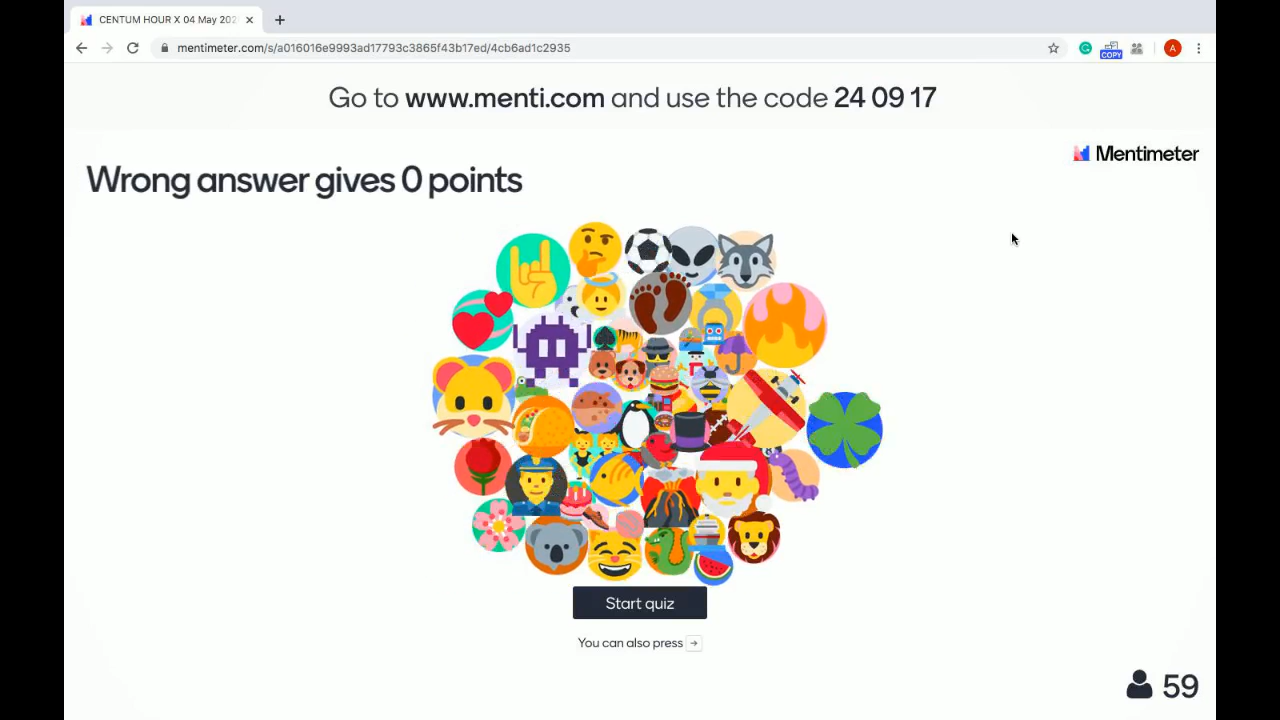 CENTUM HOUR X 04 May 202
mentimeter.com/s/a016016e9993ad17793c3865f43b17ed/4cb6ad1c2935
COPY
A
Go to www.menti.com and use the code 24 09 17
Mentimeter
Wrong answer gives 0 points
Start quiz
You can also press →
59